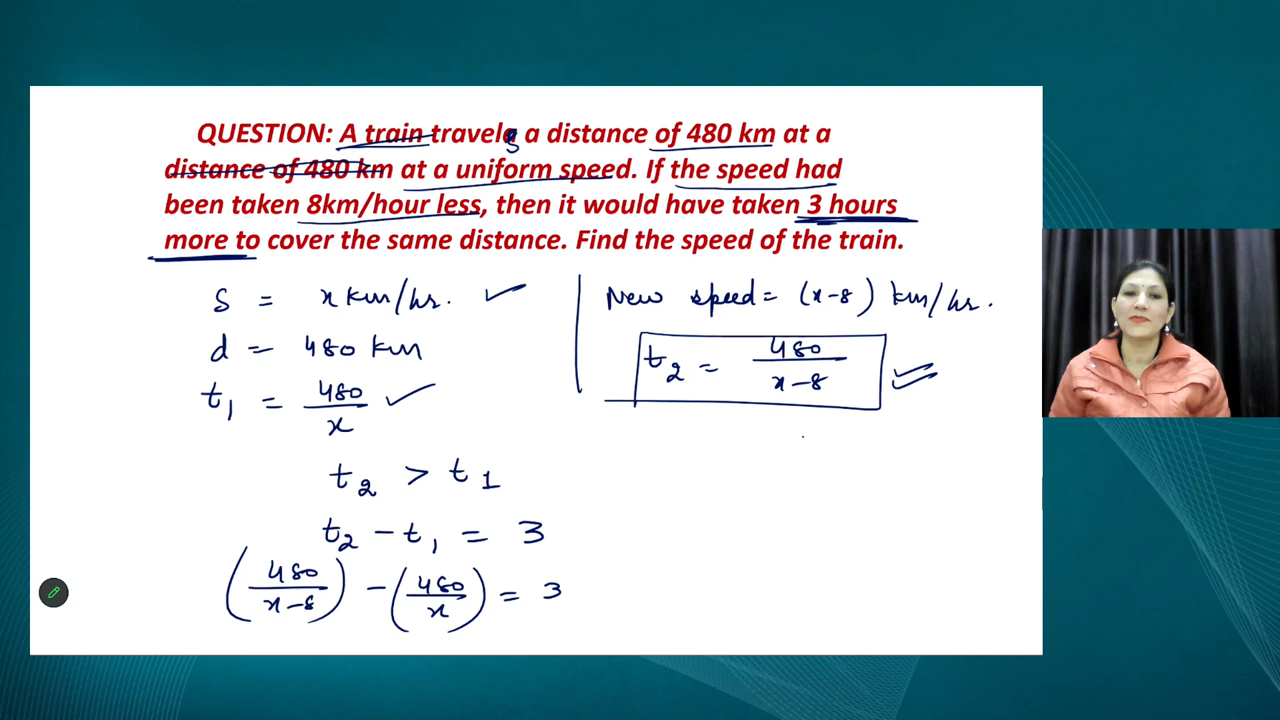 QUESTION: A train travels a distance of 480 km at a
distance of 480 km at a uniform speed. If the speed had
been taken 8km/hour less, then it would have taken 3 hours
more to cover the same distance. Find the speed of the train.
S = x km/hr.
d = 480 km
t₁ = 480/x
New speed = (x-8) km/hr.
t₂ = 480/x-8
t₂ > t₁
t₂ - t₁ = 3
(480/x-8) - (480/x) = 3